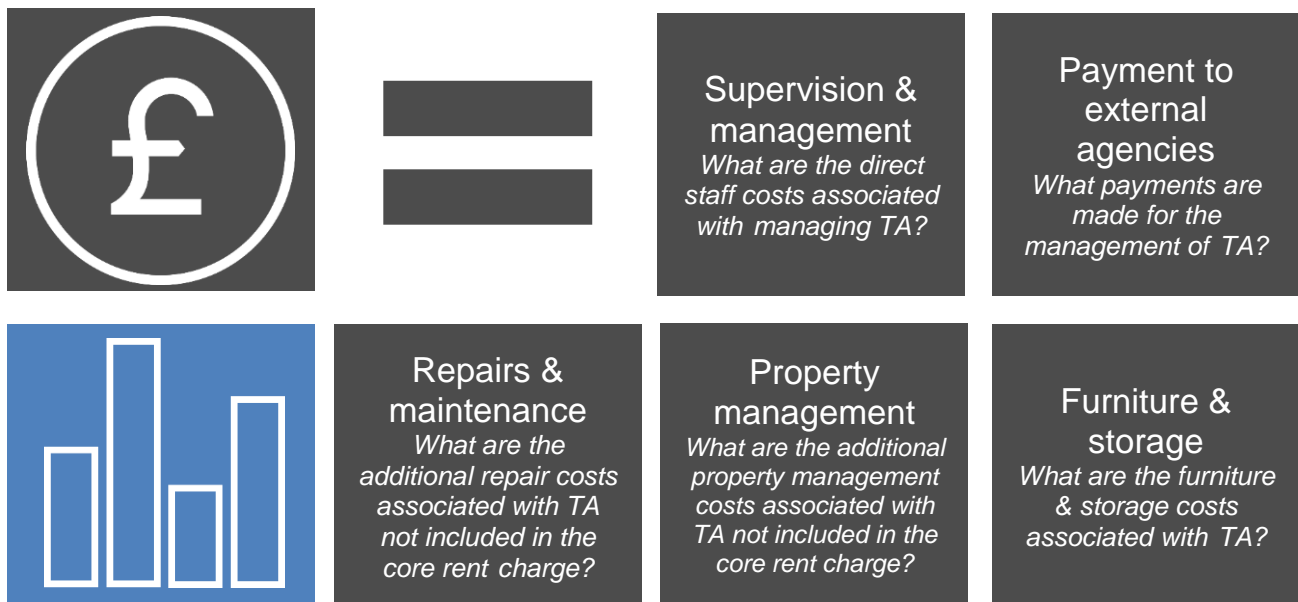 £
Supervision &
management
What are the direct
staff costs associated
with managing TA?
Payment to
external
agencies
What payments are
made for the
management of TA?
Repairs &
maintenance
What are the
additional repair costs
associated with TA
not included in the
core rent charge?
Property
management
What are the additional
property management
costs associated with
TA not included in the
core rent charge?
Furniture &
storage
What are the furniture
& storage costs
associated with TA?